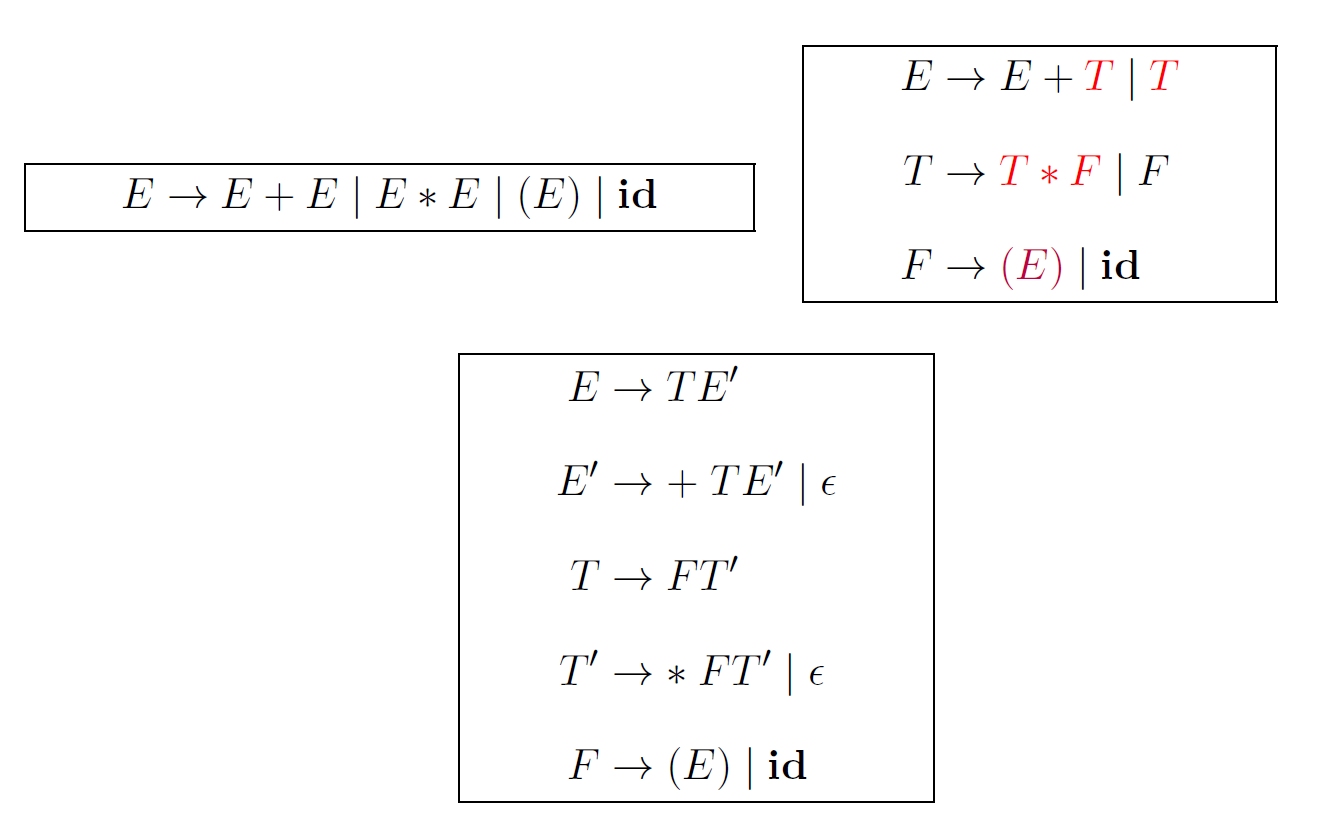 E → E + E | E ∗ E | (E) | id
E → E + T | T
T → T ∗ F | F
F → (E) | id
E → TE′
E′ → + TE′ | ϵ
T → FT′
T′ → ∗ FT′ | ϵ
F → (E) | id